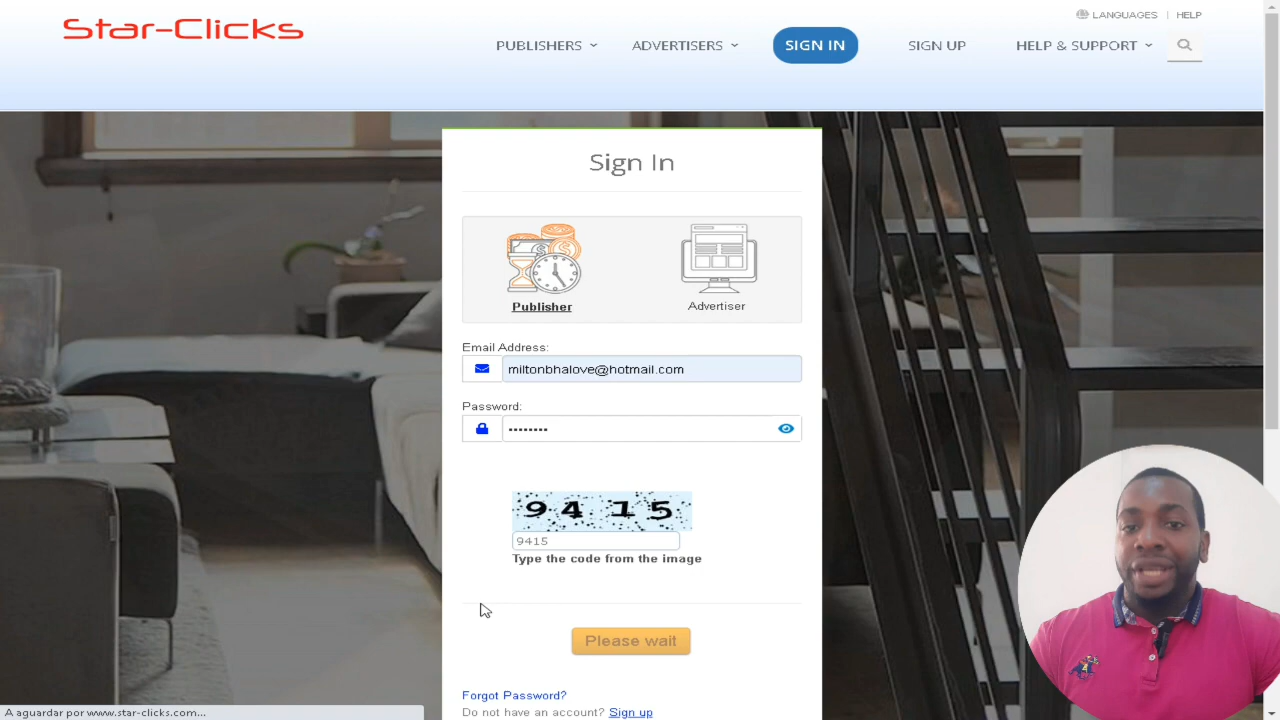 Star-Clicks
LANGUAGES | HELP
PUBLISHERS ADVERTISERS SIGN IN SIGN UP HELP & SUPPORT
Sign In
Publisher Advertiser
Email Address:
miltonbhalove@hotmail.com
Password:
••••••••
9415
9415
Type the code from the image
Please wait
Forgot Password?
Do not have an account? Sign up
A aguardar por www.star-clicks.com...